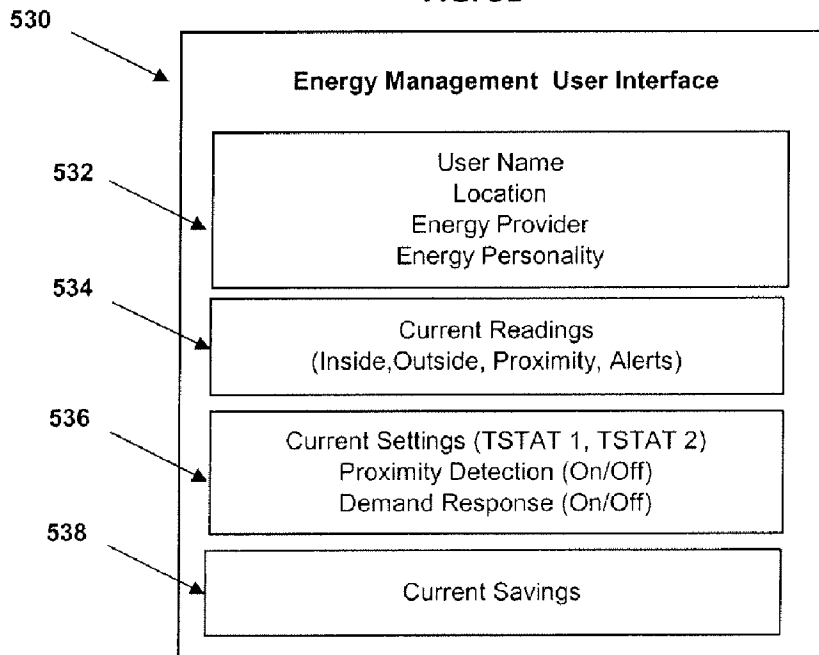 530
Energy Management User Interface
532
User Name
Location
Energy Provider
Energy Personality
534
Current Readings
(Inside,Outside, Proximity, Alerts)
536
Current Settings (TSTAT 1, TSTAT 2)
Proximity Detection (On/Off)
Demand Response (On/Off)
538
Current Savings